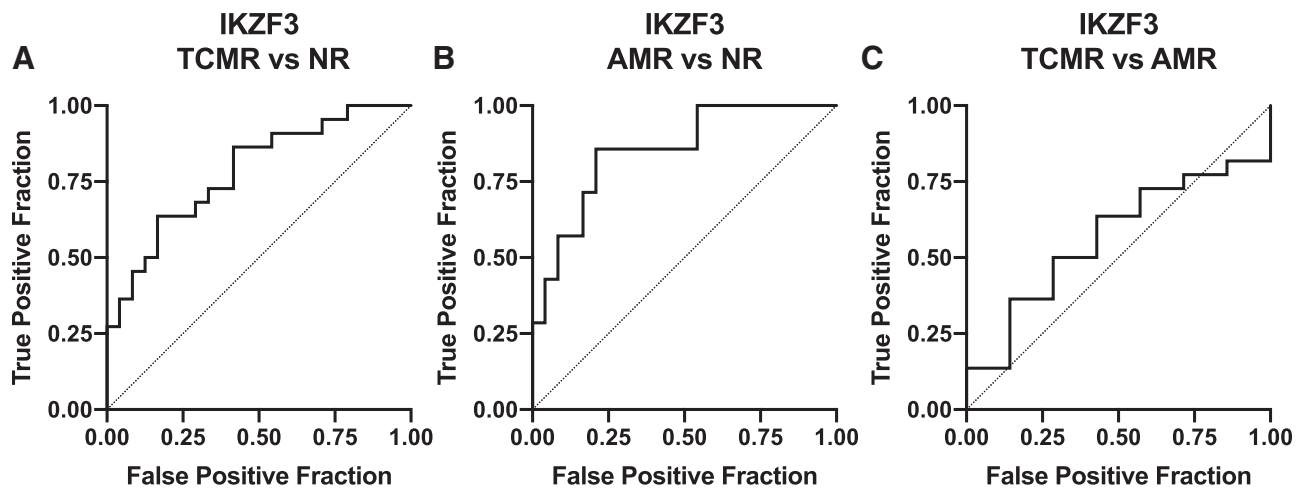 A
IKZF3
TCMR vs NR
True Positive Fraction
1.00
0.75
0.50
0.25
0.00
0.00 0.25 0.50 0.75 1.00
False Positive Fraction
B
IKZF3
AMR vs NR
True Positive Fraction
1.00
0.75
0.50
0.25
0.00
0.00 0.25 0.50 0.75 1.00
False Positive Fraction
C
IKZF3
TCMR vs AMR
True Positive Fraction
1.00
0.75
0.50
0.25
0.00
0.00 0.25 0.50 0.75 1.00
False Positive Fraction